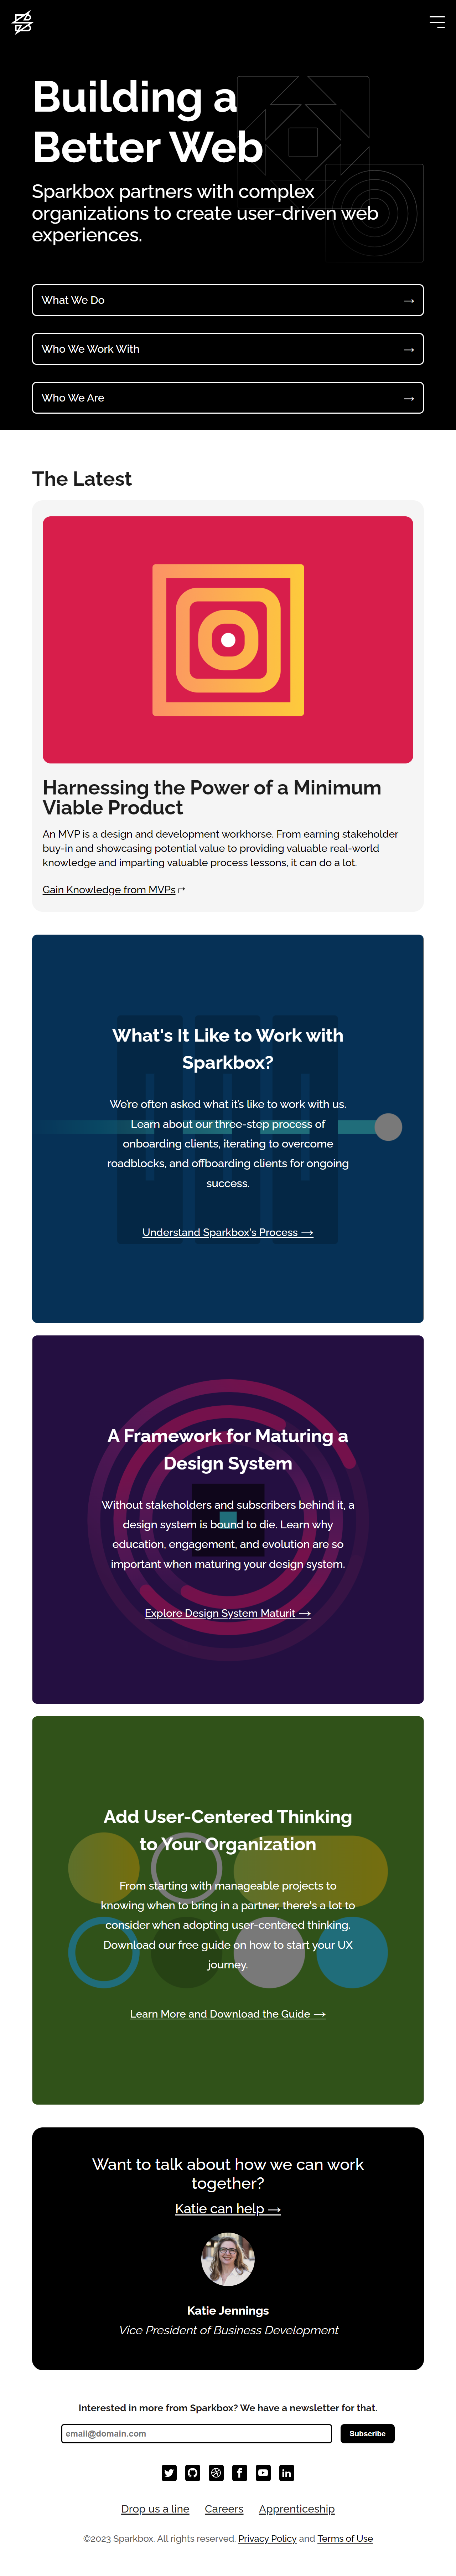 Building a
Better Web
Sparkbox partners with complex
organizations to create user-driven web
experiences.
What We Do →
Who We Work With →
Who We Are →
The Latest
Harnessing the Power of a Minimum
Viable Product
An MVP is a design and development workhorse. From earning stakeholder
buy-in and showcasing potential value to providing valuable real-world
knowledge and imparting valuable process lessons, it can do a lot.
Gain Knowledge from MVPs
What's It Like to Work with
Sparkbox?
We're often asked what it's like to work with us.
Learn about our three-step process of
onboarding clients, iterating to overcome
roadblocks, and offboarding clients for ongoing
success.
Understand Sparkbox's Process →
A Framework for Maturing a
Design System
Without stakeholders and subscribers behind it, a
design system is bound to die. Learn why
education, engagement, and evolution are so
important when maturing your design system.
Explore Design System Maturit →
Add User-Centered Thinking
to Your Organization
From starting with manageable projects to
knowing when to bring in a partner, there's a lot to
consider when adopting user-centered thinking.
Download our free guide on how to start your UX
journey.
Learn More and Download the Guide →
Want to talk about how we can work
together?
Katie can help →
Katie Jennings
Vice President of Business Development
Interested in more from Sparkbox? We have a newsletter for that.
email@domain.com Subscribe
Drop us a line Careers Apprenticeship
©2023 Sparkbox. All rights reserved. Privacy Policy and Terms of Use